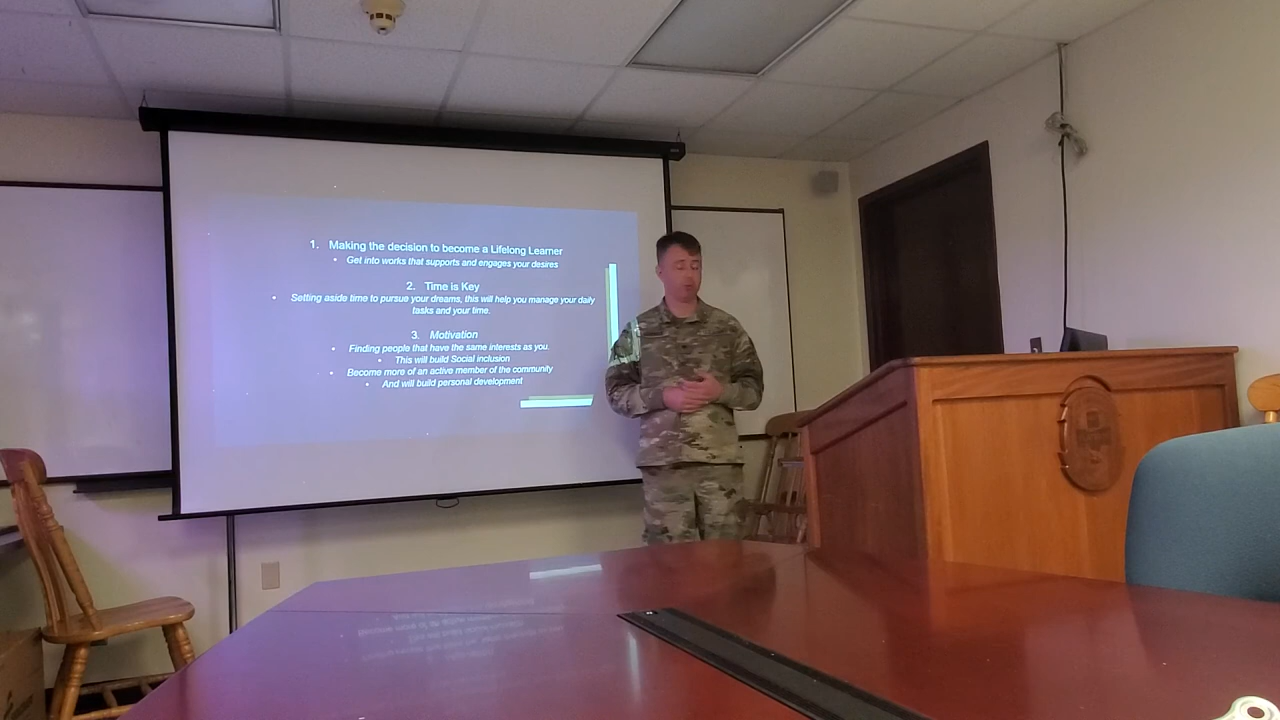 1. Making the decision to become a Lifelong Learner
• Get into works that supports and engages your desires
2. Time is Key
• Setting aside time to pursue your dreams, this will help you manage your daily
tasks and your time.
3. Motivation
• Finding people that have the same interests as you.
• This will build Social inclusion
• Become more of an active member of the community
• And will build personal development